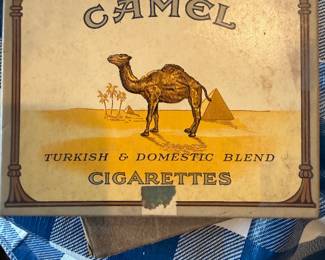 CAMEL
TURKISH & DOMESTIC BLEND
CIGARETTES